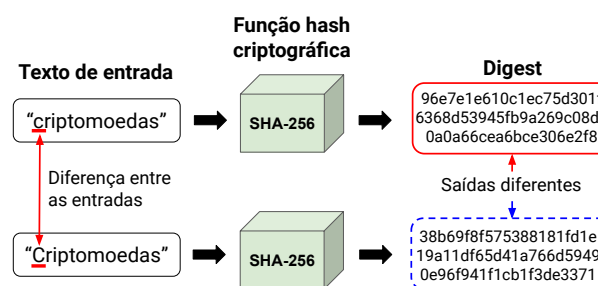 Função hash
criptográfica
Texto de entrada
Digest
“criptomoedas”
SHA-256
96e7e1e610c1ec75d301
6368d53945fb9a269c08d
0a0a66cea6bce306e2f8
Diferença entre
as entradas
Saídas diferentes
“Criptomoedas”
SHA-256
38b69f8f575388181fd1e
19a11df65d41a766d5949
0e96f941f1cb1f3de3371